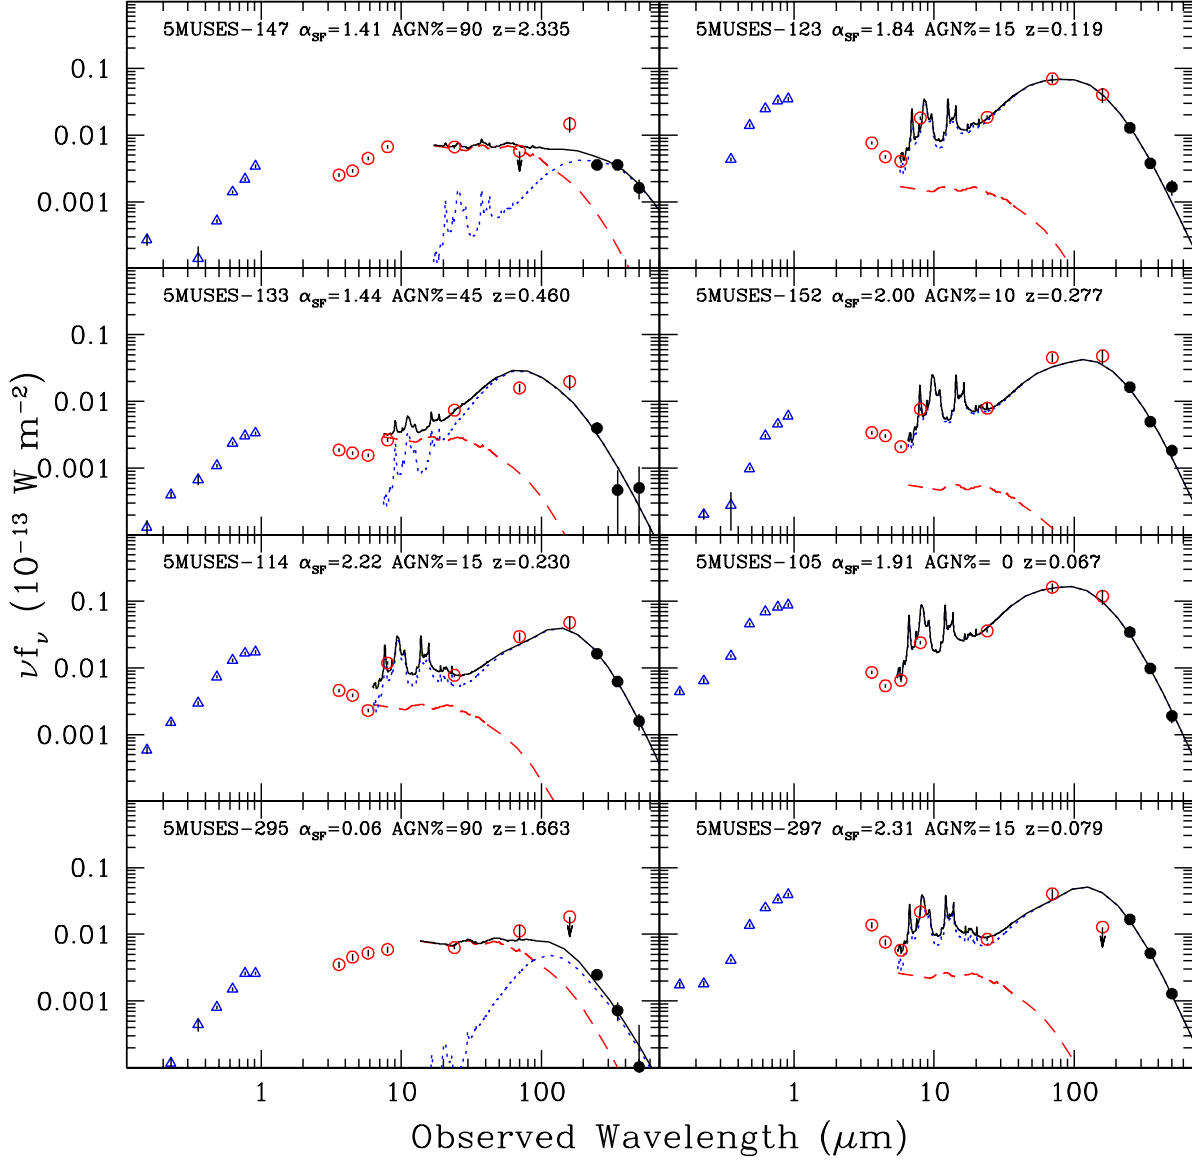 5MUSES−147 αSF=1.41 AGN%=90 z=2.335
5MUSES−123 αSF=1.84 AGN%=15 z=0.119
0.1
0.01
0.001
5MUSES−133 αSF=1.44 AGN%=45 z=0.460
5MUSES−152 αSF=2.00 AGN%=10 z=0.277
0.1
0.01
0.001
5MUSES−114 αSF=2.22 AGN%=15 z=0.230
5MUSES−105 αSF=1.91 AGN%= 0 z=0.067
0.1
0.01
0.001
5MUSES−295 αSF=0.06 AGN%=90 z=1.663
5MUSES−297 αSF=2.31 AGN%=15 z=0.079
0.1
0.01
0.001
1 10 100 1 10 100
νfν (10−13 W m−2)
Observed Wavelength (μm)